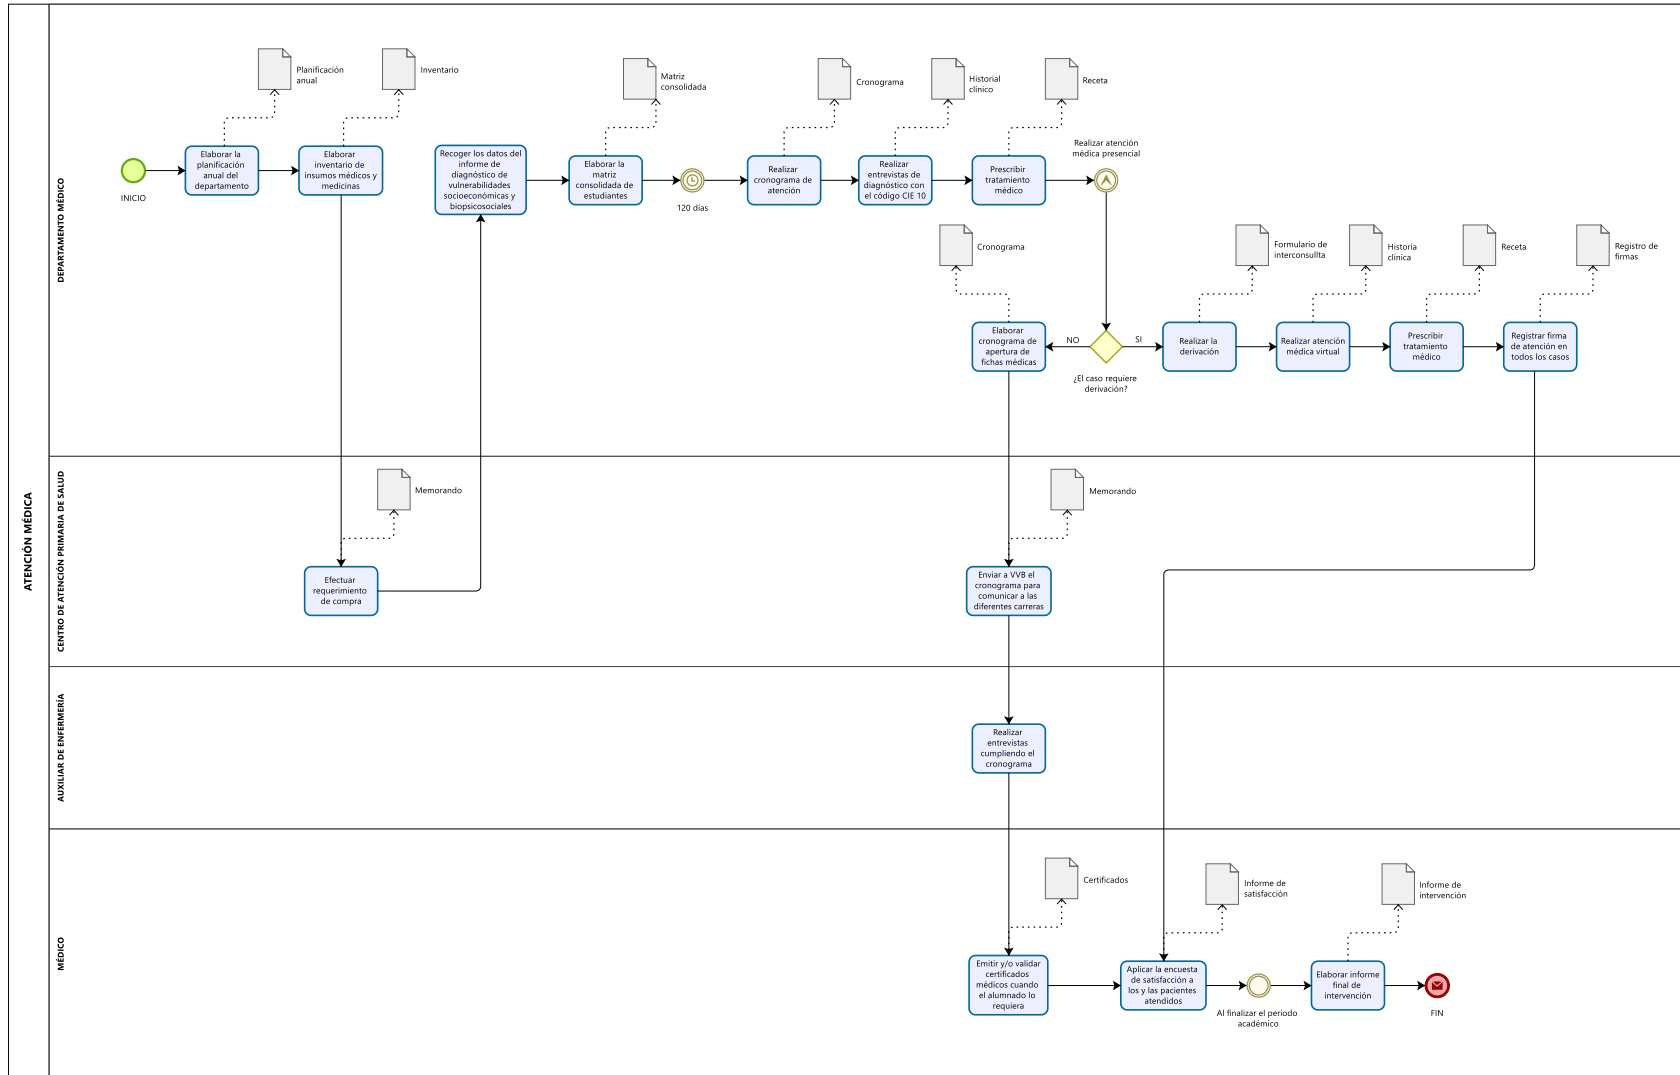 ATENCIÓN MÉDICA
DEPARTAMENTO MÉDICO
Planificación
anual
Inventario
Matriz
consolidada
Cronograma
Historial
clínico
Receta
INICIO
Elaborar la
planificación
anual del
departamento
Elaborar
inventario de
insumos médicos y
medicinas
Recoger los datos del
informe de
diagnóstico de
vulnerabilidades
socioeconómicas y
biopsicosociales
Elaborar la
matriz
consolidada de
estudiantes
120 días
Realizar
cronograma de
atención
Realizar
entrevistas de
diagnóstico con
el código CIE 10
Prescribir
tratamiento
médico
Realizar atención
médica presencial
Cronograma
Formulario de
interconsullta
Historia
clínica
Receta
Registro de
firmas
Elaborar
cronograma de
apertura de
fichas médicas
NO
SI
¿El caso requiere
derivación?
Realizar la
derivación
Realizar atención
médica virtual
Prescribir
tratamiento
médico
Registrar firma
de atención en
todos los casos
CENTRO DE ATENCIÓN PRIMARIA DE SALUD
Memorando
Memorando
Efectuar
requerimiento
de compra
Enviar a VVB el
cronograma para
comunicar a las
diferentes carreras
AUXILIAR DE ENFERMERÍA
Realizar
entrevistas
cumpliendo el
cronograma
MÉDICO
Certificados
Informe de
satisfacción
Informe de
intervención
Emitir y/o validar
certificados
médicos cuando
el alumnado lo
requiera
Aplicar la encuesta
de satisfacción a
los y las pacientes
atendidos
Al finalizar el periodo
académico
Elaborar informe
final de
intervención
FIN